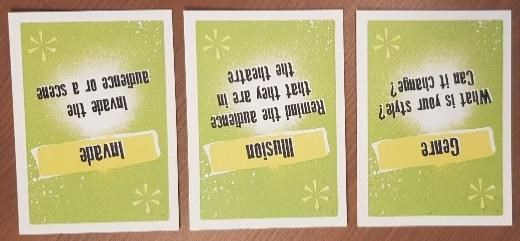 Genre
What is your style?
Can it change?
Illusion
Remind the audience
that they are in
the theatre
Invade
Invade the
audience or a scene